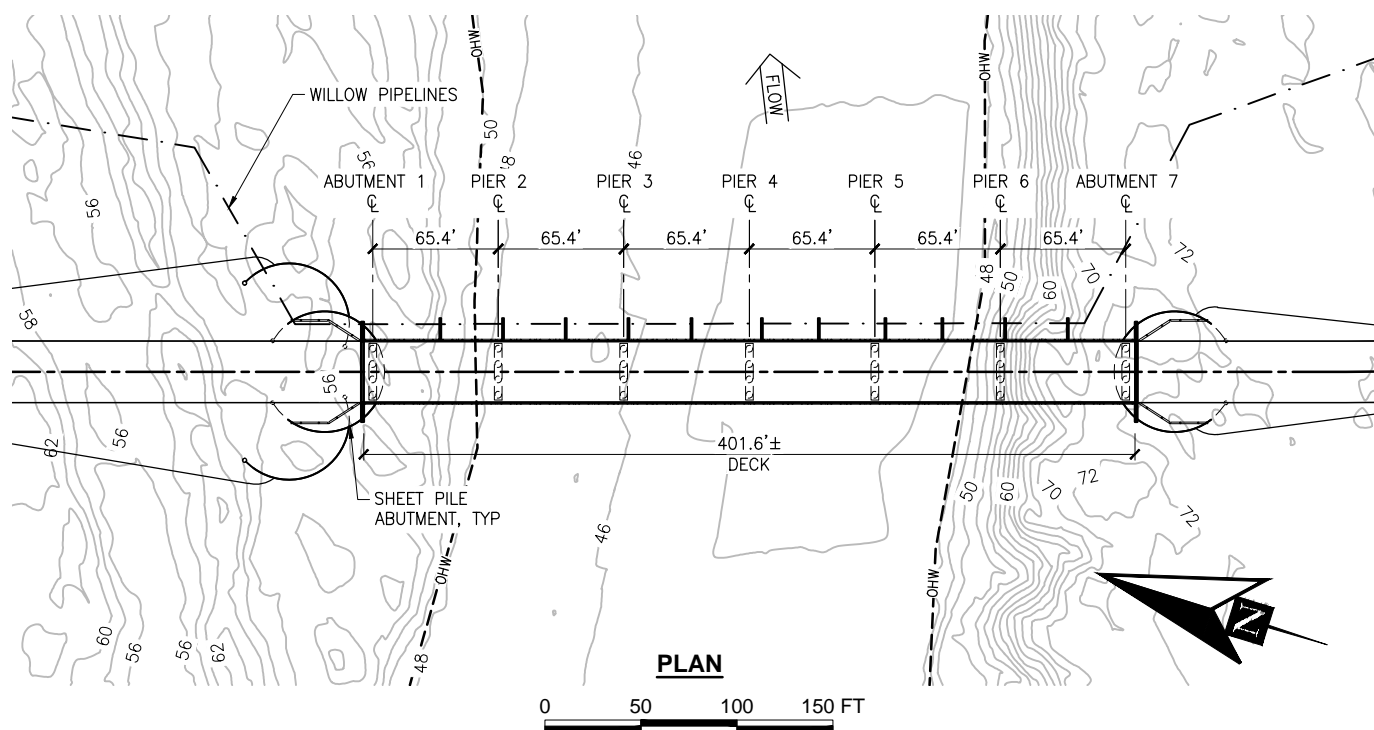 OHW
OHW
FLOW
WILLOW PIPELINES
50
48
46
56
56
ABUTMENT 1
PIER 2
PIER 3
PIER 4
PIER 5
PIER 6
ABUTMENT 7
℄
℄
℄
℄
℄
℄
℄
65.4'
65.4'
65.4'
65.4'
65.4'
65.4'
72
48
50
60
70
72
58
56
401.6'±
DECK
62
56
SHEET PILE
ABUTMENT, TYP
50
60
70
72
72
46
OHW
OHW
60
56
56
62
48
N
PLAN
0
50
100
150 FT